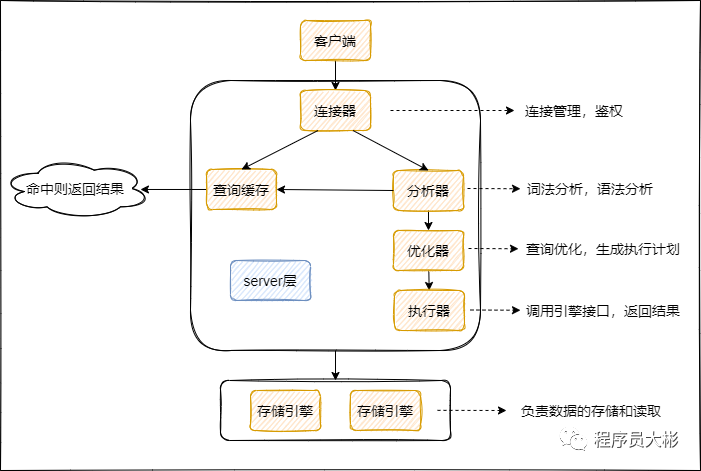 客户端
连接器
连接管理，鉴权
命中则返回结果
查询缓存
分析器
词法分析，语法分析
优化器
查询优化，生成执行计划
server层
执行器
调用引擎接口，返回结果
存储引擎
存储引擎
负责数据的存储和读取
程序员大彬